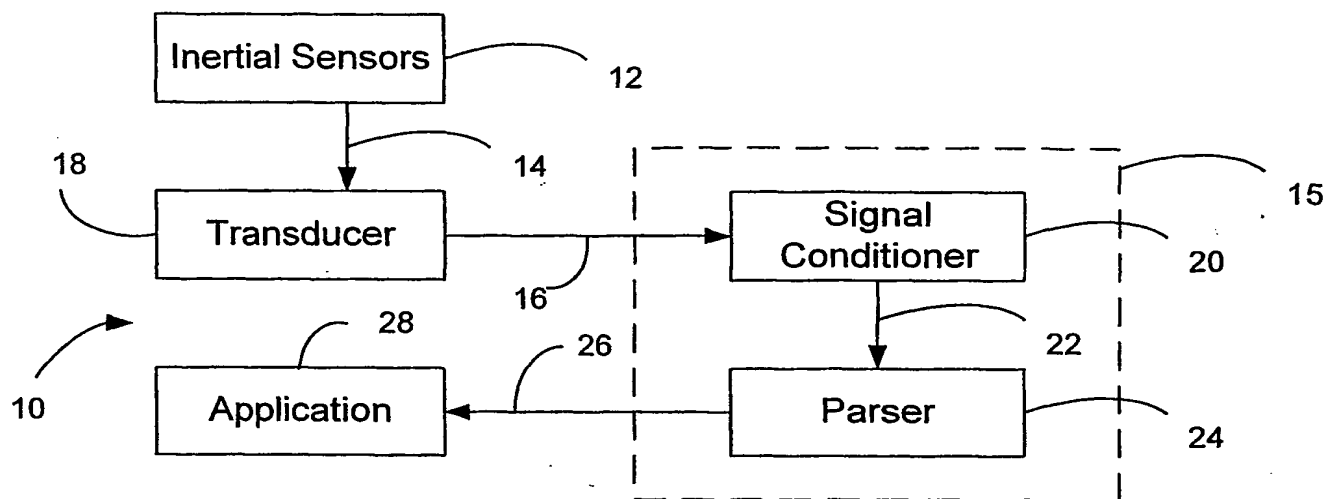 Inertial Sensors
12
14
18
15
Transducer
Signal
Conditioner
20
16
28
26
22
10
Application
Parser
24